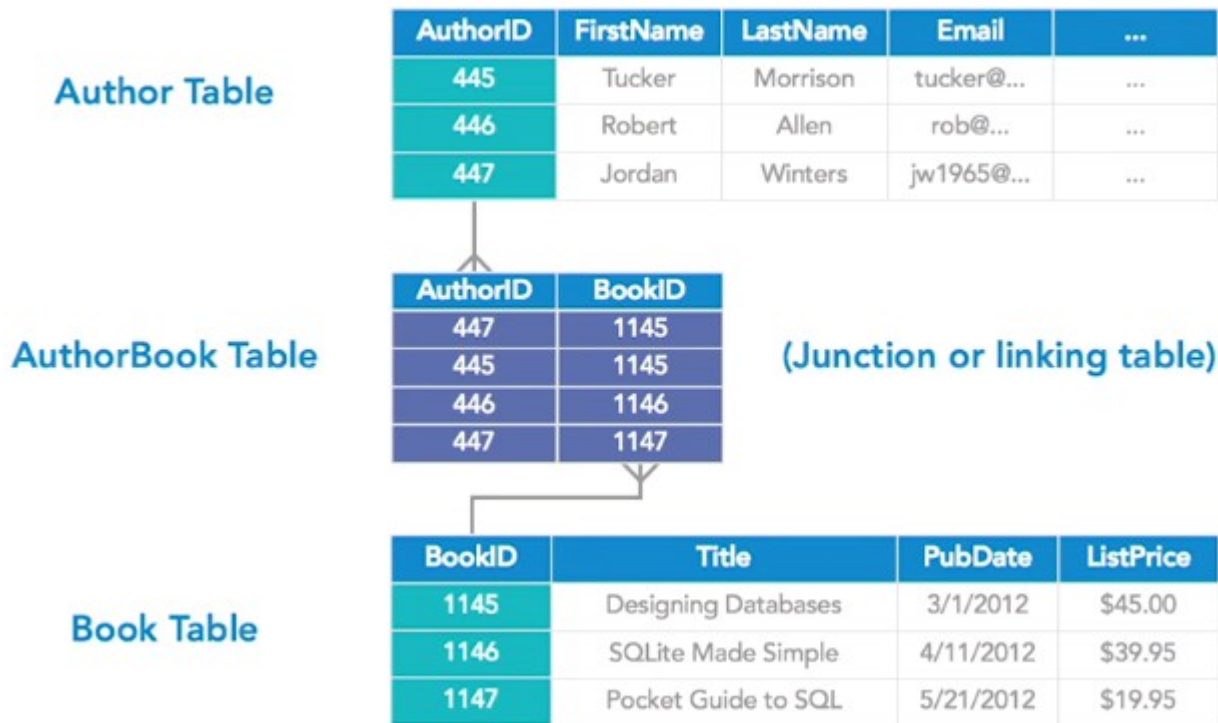 AuthorID FirstName LastName Email ...
Author Table
445 Tucker Morrison tucker@... ...
446 Robert Allen rob@... ...
447 Jordan Winters jw1965@... ...
AuthorID BookID
447 1145
AuthorBook Table
445 1145
(Junction or linking table)
446 1146
447 1147
BookID Title PubDate ListPrice
1145 Designing Databases 3/1/2012 $45.00
Book Table
1146 SQLite Made Simple 4/11/2012 $39.95
1147 Pocket Guide to SQL 5/21/2012 $19.95